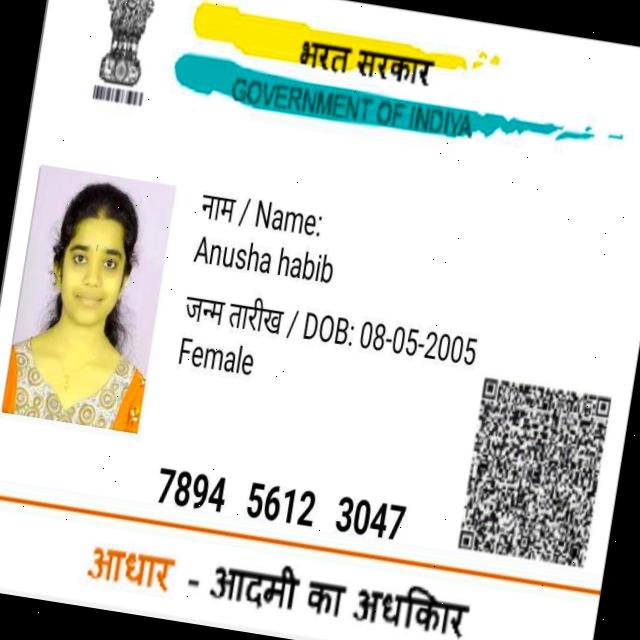 भरत सरकार
GOVERNMENT OF INDIYA
नाम / Name:
Anusha habib
जन्म तारीख / DOB: 08-05-2005
Female
7894 5612 3047
आधार - आदमी का अधकिार